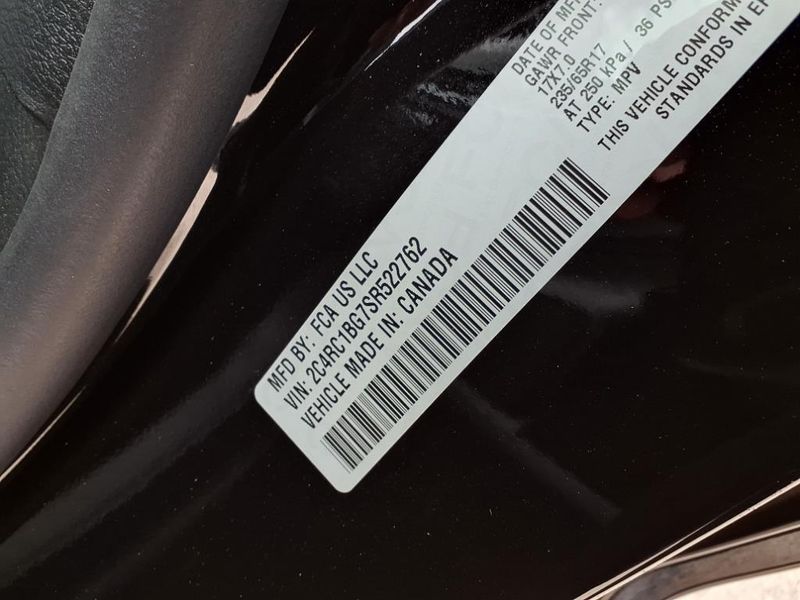 MFD BY: FCA US LLC
VIN: 2C4RC1BG7SR522762
VEHICLE MADE IN: CANADA
DATE OF MFR
GAWR FRONT:
235/65R17
17X7.0
AT 250 kPa / 36 PS
TYPE: MPV
THIS VEHICLE CONFORM
STANDARDS IN EF